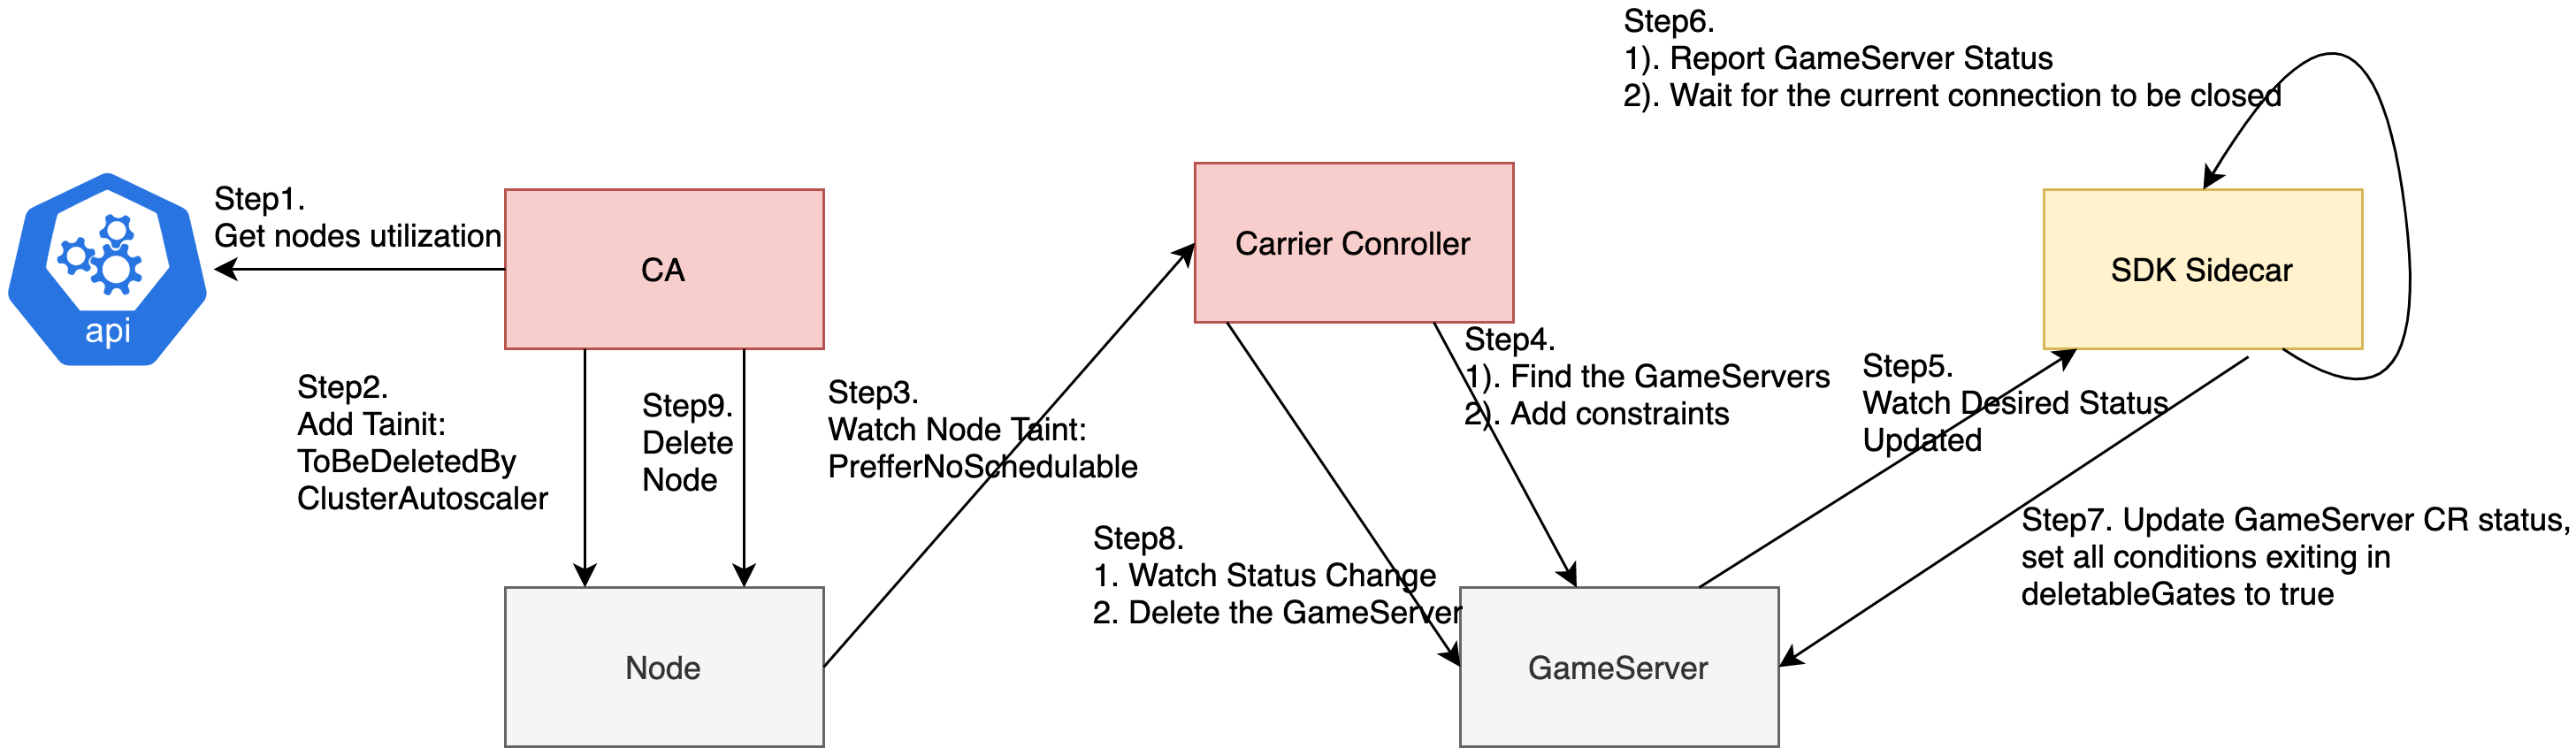 Step6.
1). Report GameServer Status
2). Wait for the current connection to be closed
Step1.
Get nodes utilization
api
CA
Carrier Conroller
SDK Sidecar
Step2.
Add Tainit:
ToBeDeletedBy
ClusterAutoscaler
Step9.
Delete
Node
Step3.
Watch Node Taint:
PrefferNoSchedulable
Step4.
1). Find the GameServers
2). Add constraints
Step5.
Watch Desired Status
Updated
Step8.
1. Watch Status Change
2. Delete the GameServer
Step7. Update GameServer CR status,
set all conditions exiting in
deletableGates to true
Node
GameServer